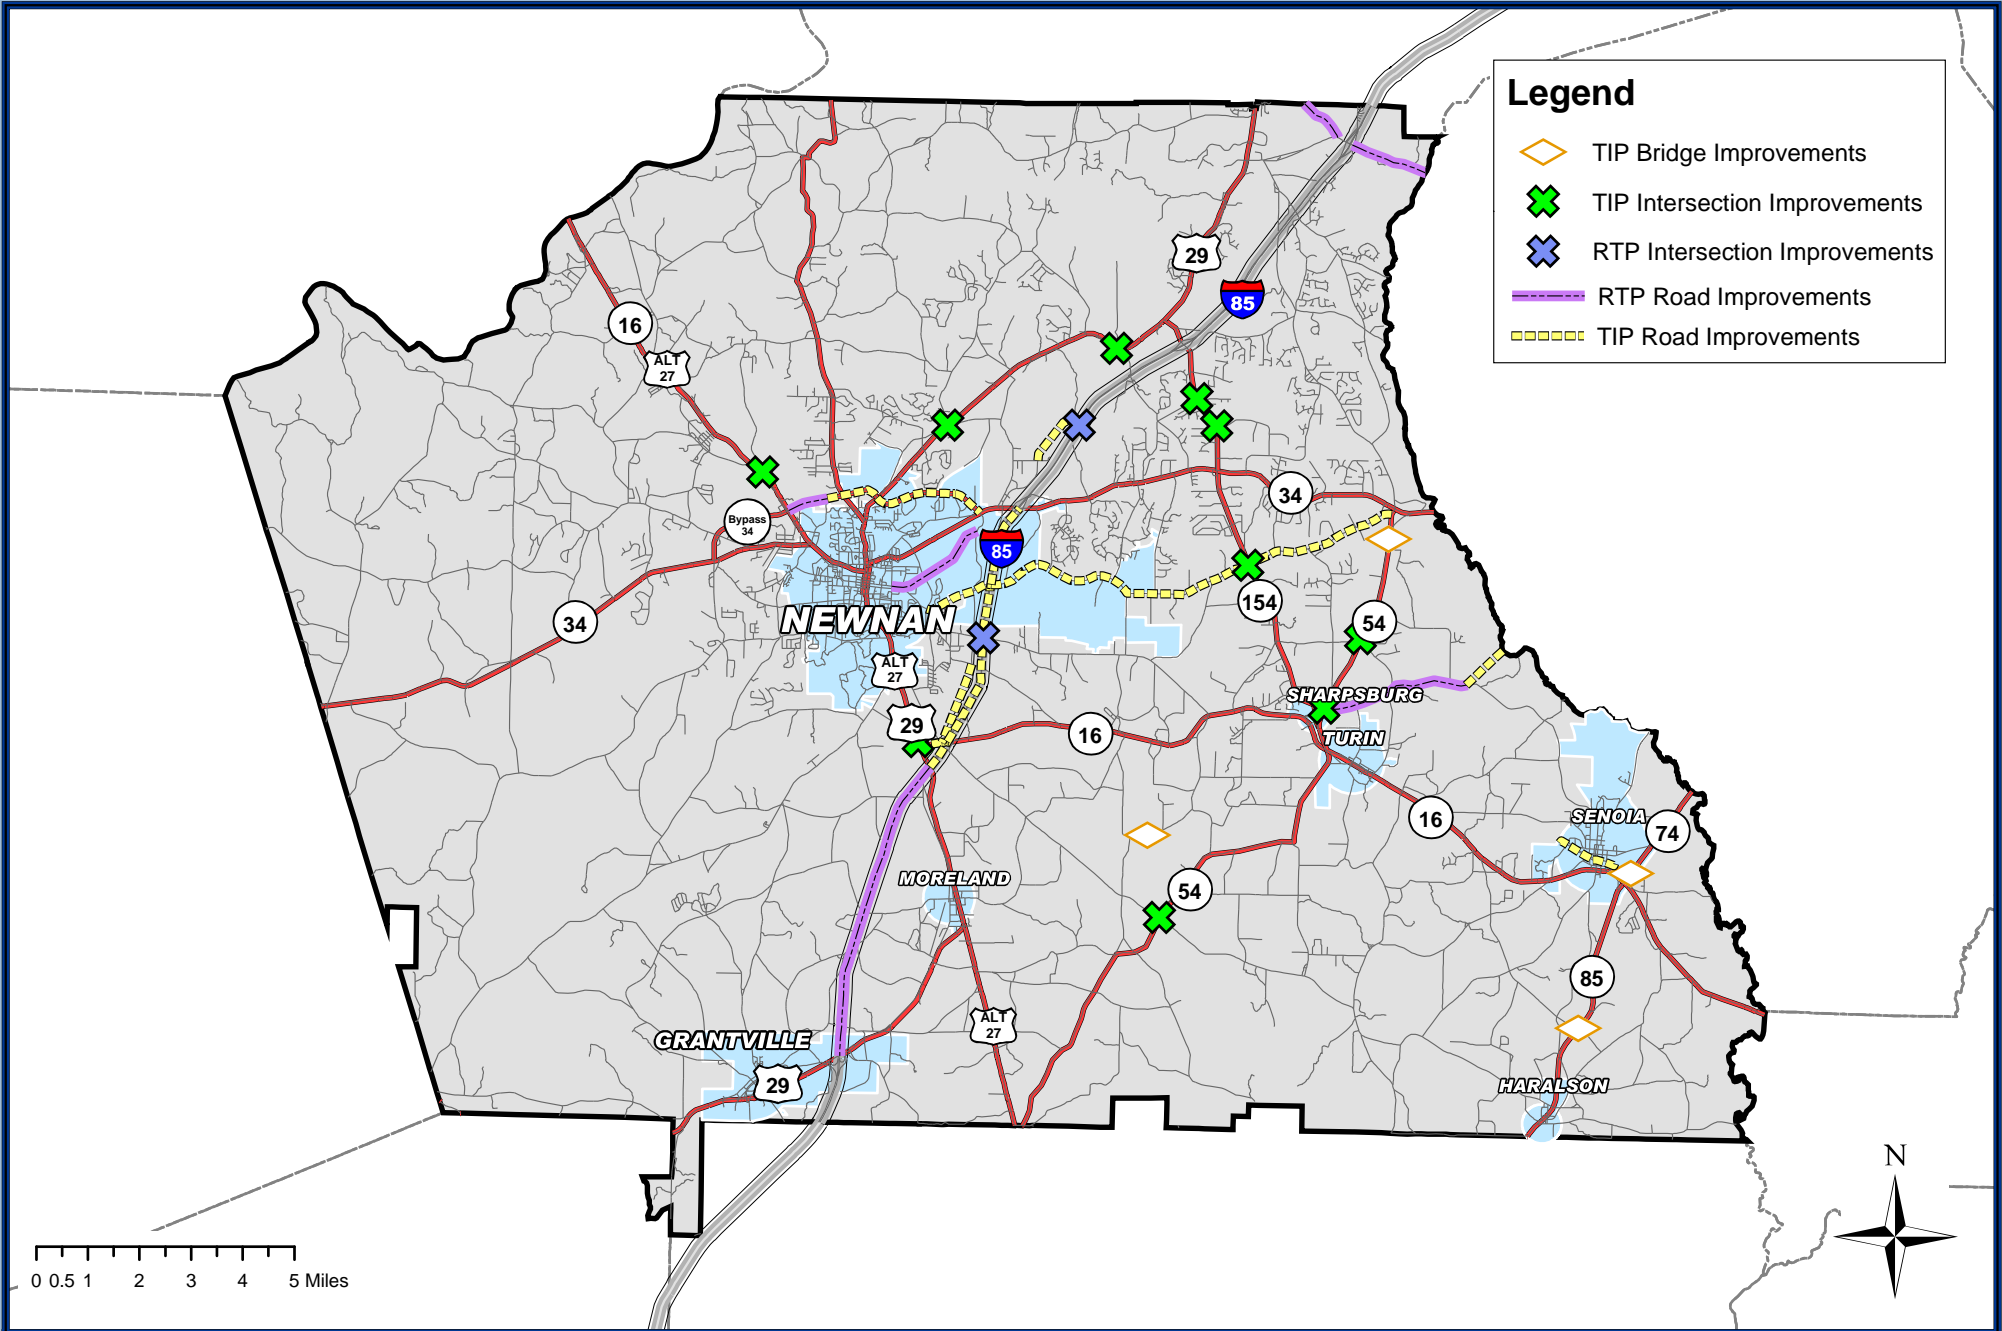 Legend
TIP Bridge Improvements
TIP Intersection Improvements
RTP Intersection Improvements
RTP Road Improvements
TIP Road Improvements
29
85
16
ALT
27
34
Bypass
34
85
154
54
34
NEWNAN
ALT
27
SHARPSBURG
29
16
TURIN
16
SENOIA
74
MORELAND
54
85
ALT
27
GRANTVILLE
29
HARALSON
N
0 0.5 1 2 3 4 5 Miles